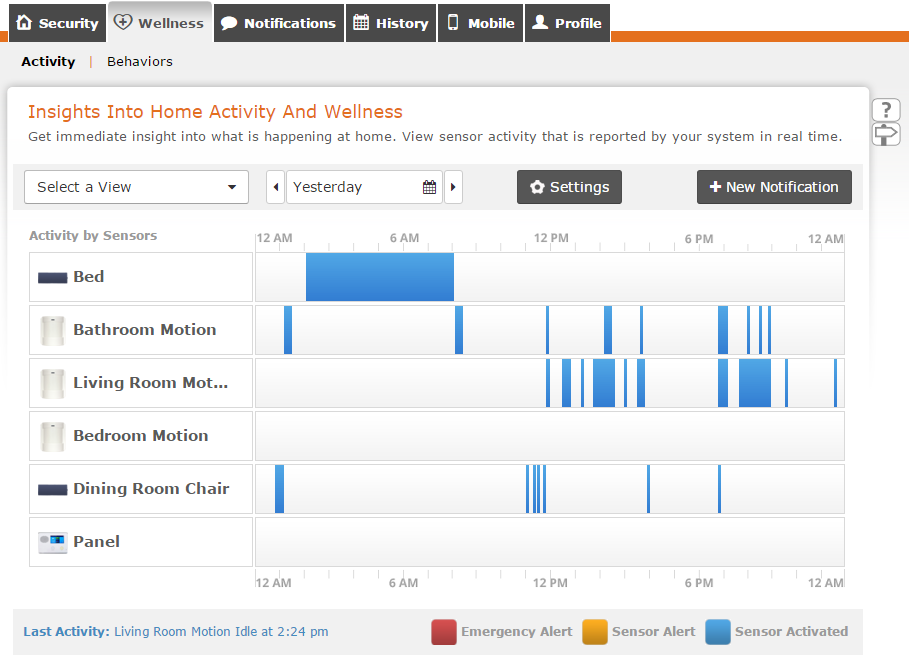 Security Wellness Notifications History Mobile Profile
Activity | Behaviors
Insights Into Home Activity And Wellness
Get immediate insight into what is happening at home. View sensor activity that is reported by your system in real time.
?
Select a View Yesterday Settings + New Notification
Activity by Sensors 12 AM 6 AM 12 PM 6 PM 12 AM
Bed
Bathroom Motion
Living Room Mot...
Bedroom Motion
Dining Room Chair
Panel
12 AM 6 AM 12 PM 6 PM 12 AM
Last Activity: Living Room Motion Idle at 2:24 pm Emergency Alert Sensor Alert Sensor Activated